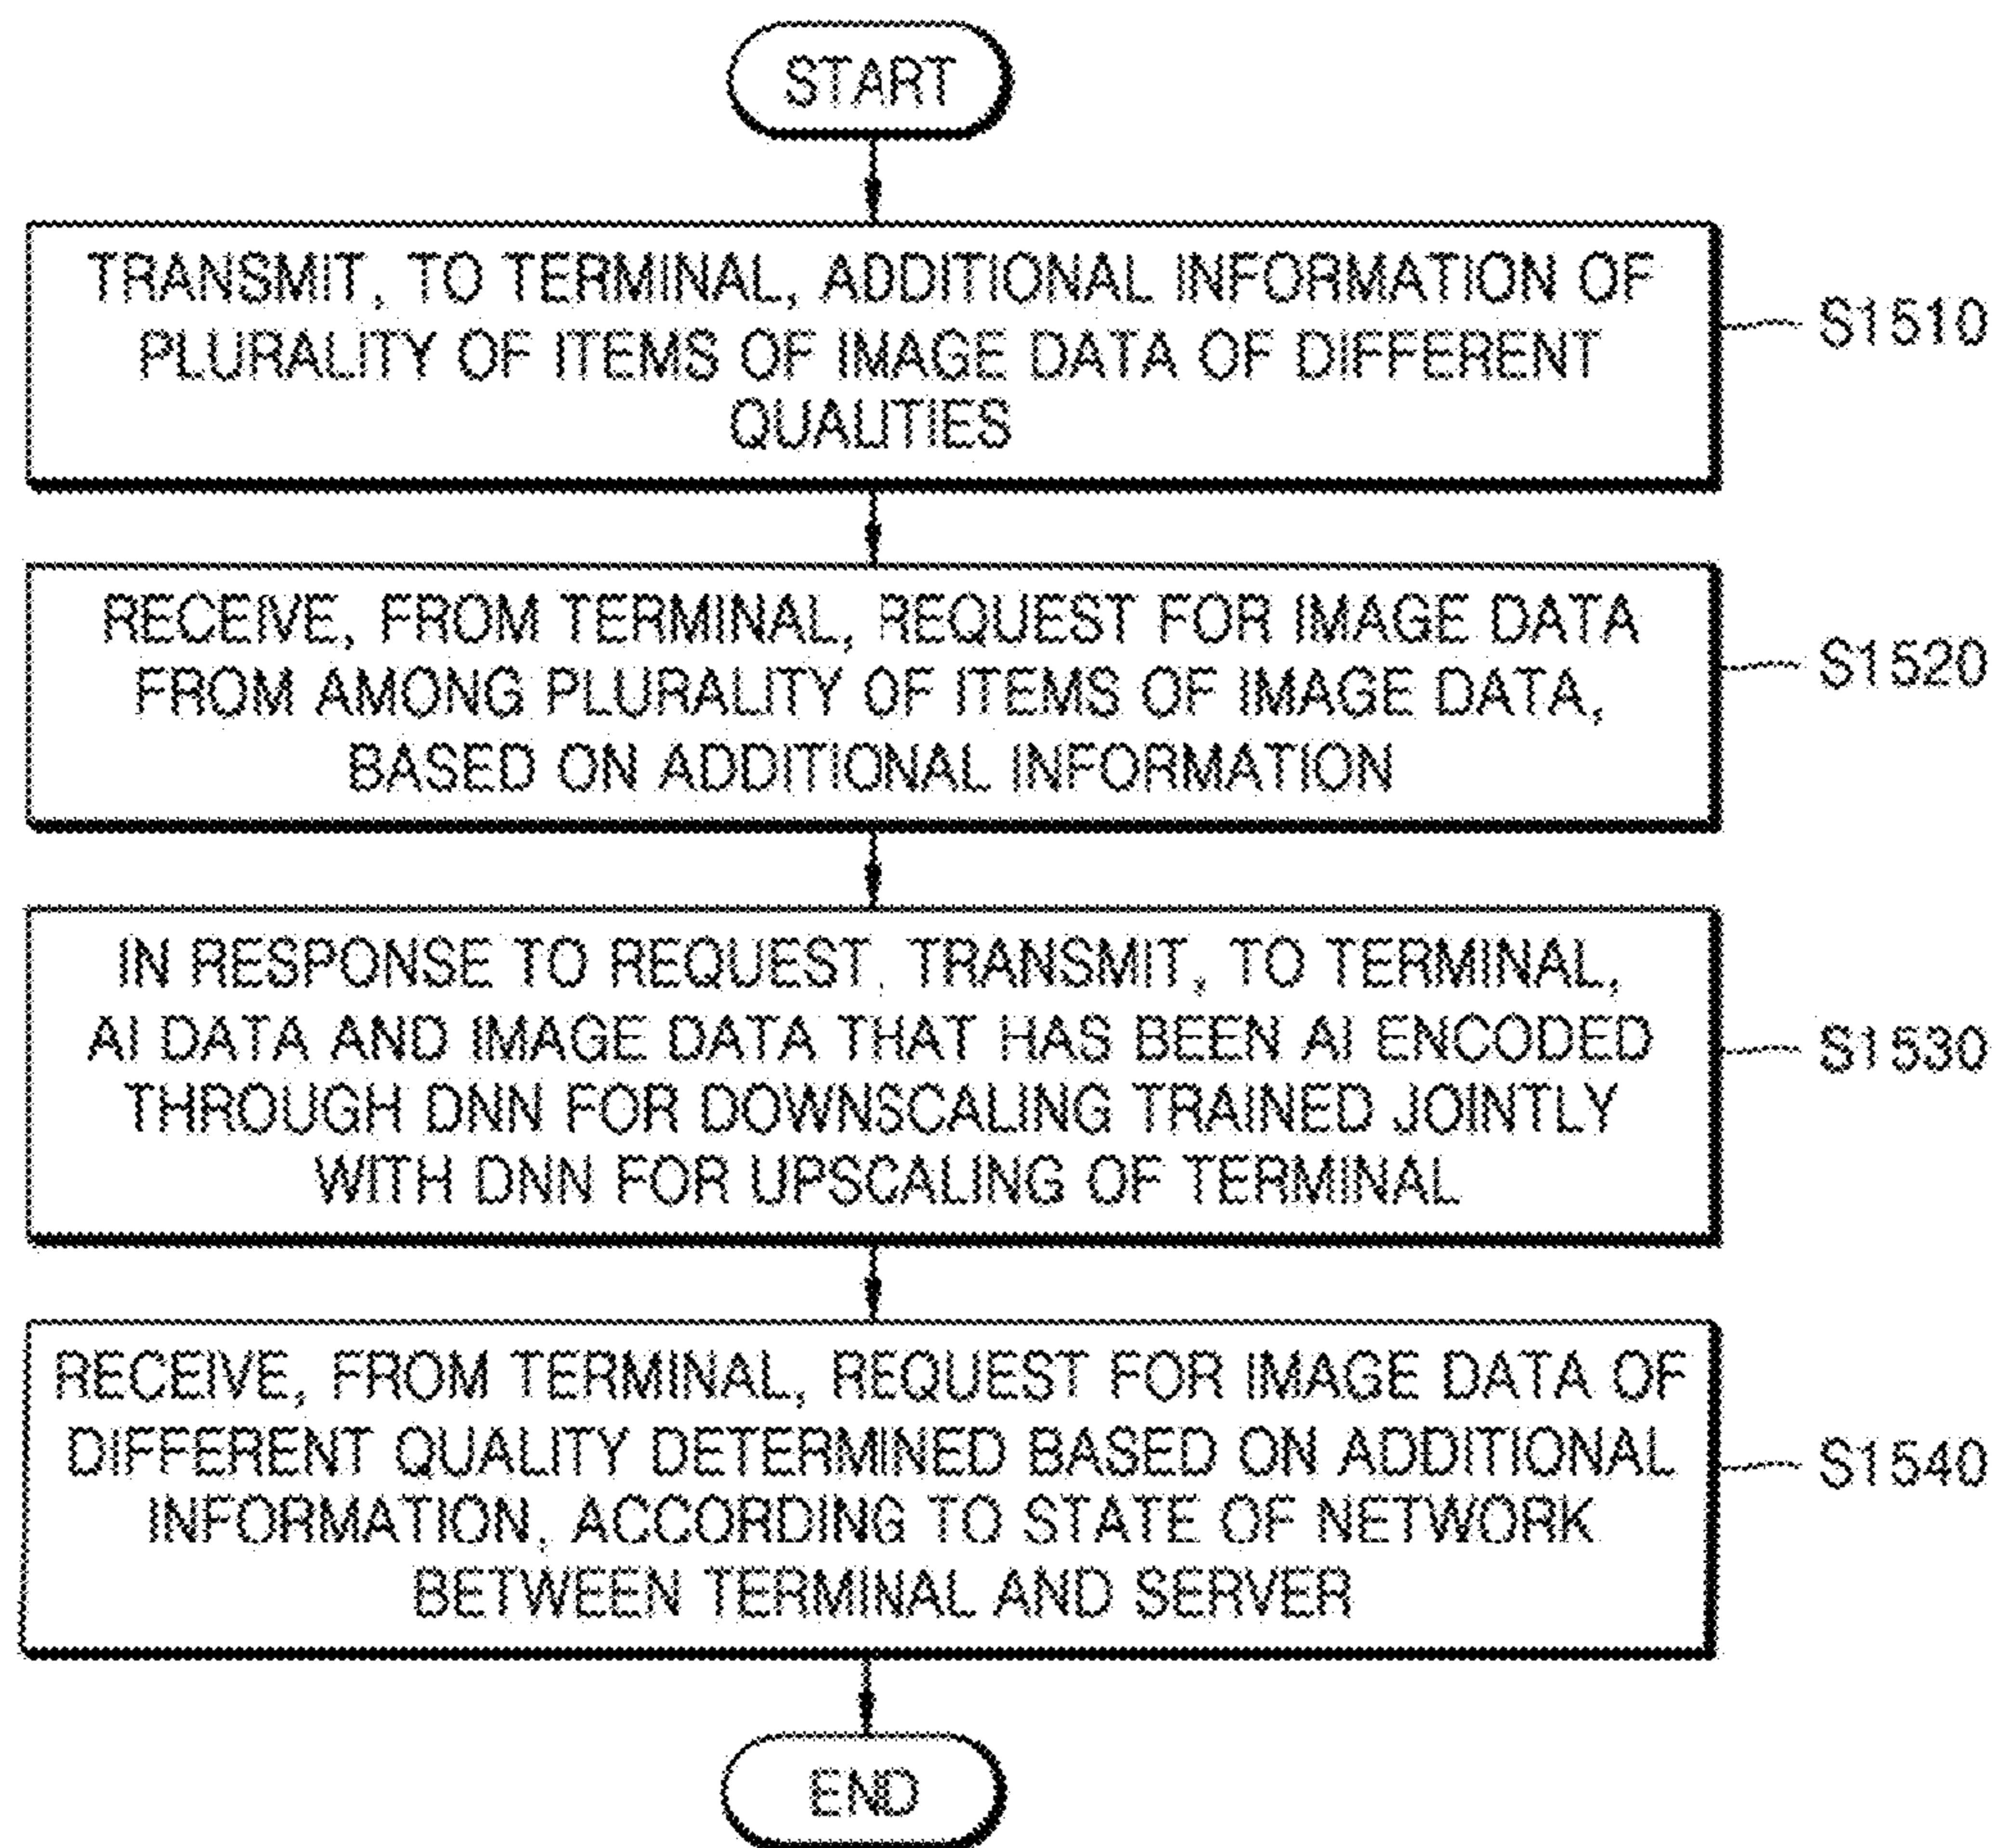 START
TRANSMIT, TO TERMINAL, ADDITIONAL INFORMATION OF
PLURALITY OF ITEMS OF IMAGE DATA OF DIFFERENT
QUALITIES
S1510
RECEIVE, FROM TERMINAL, REQUEST FOR IMAGE DATA
FROM AMONG PLURALITY OF ITEMS OF IMAGE DATA,
BASED ON ADDITIONAL INFORMATION
S1520
IN RESPONSE TO REQUEST, TRANSMIT, TO TERMINAL,
AI DATA AND IMAGE DATA THAT HAS BEEN AI ENCODED
THROUGH DNN FOR DOWNSCALING TRAINED JOINTLY
WITH DNN FOR UPSCALING OF TERMINAL
S1530
RECEIVE, FROM TERMINAL, REQUEST FOR IMAGE DATA OF
DIFFERENT QUALITY DETERMINED BASED ON ADDITIONAL
INFORMATION, ACCORDING TO STATE OF NETWORK
BETWEEN TERMINAL AND SERVER
S1540
END